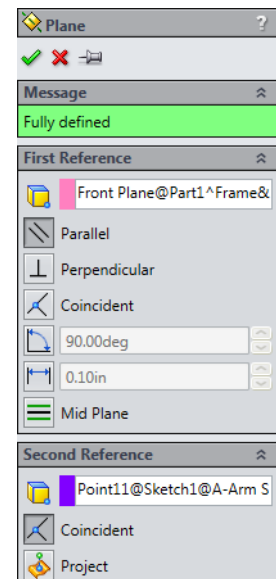 Plane ?
Message
Fully defined
First Reference
Front Plane@Part1^Frame&
Parallel
Perpendicular
Coincident
90.00deg
0.10in
Mid Plane
Second Reference
Point11@Sketch1@A-Arm S
Coincident
Project